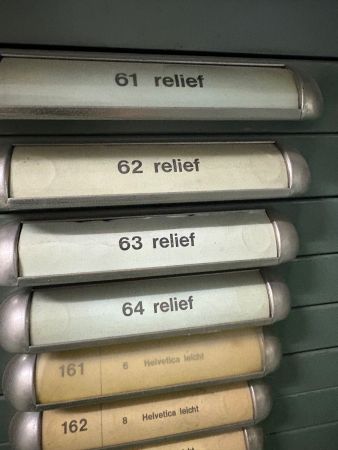 61 relief
62 relief
63 relief
64 relief
161 6 Helvetica leicht
162 8 Helvetica leicht